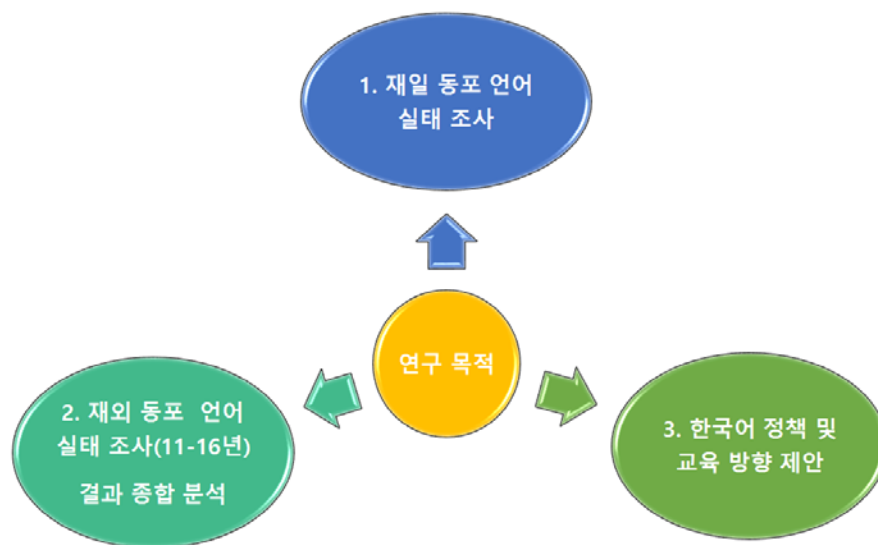 1. 재일 동포 언어
실태 조사
연구 목적
2. 재외 동포 언어
실태 조사(11-16년)
결과 종합 분석
3. 한국어 정책 및
교육 방향 제안